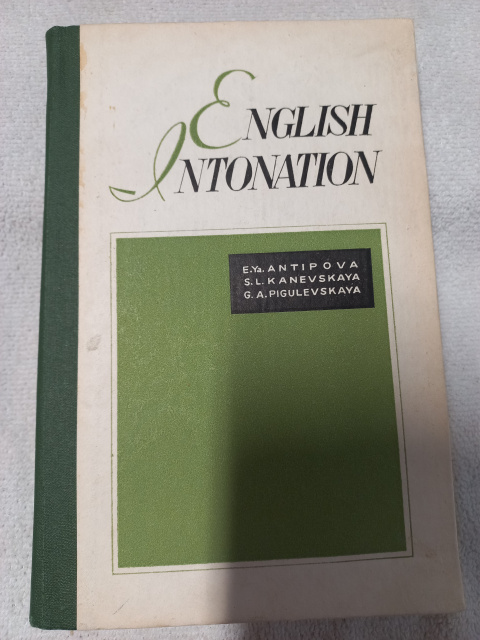 ENGLISH
INTONATION
E.Ya. ANTIPOVA
S. L. KANEVSKAYA
G. A. PIGULEVSKAYA